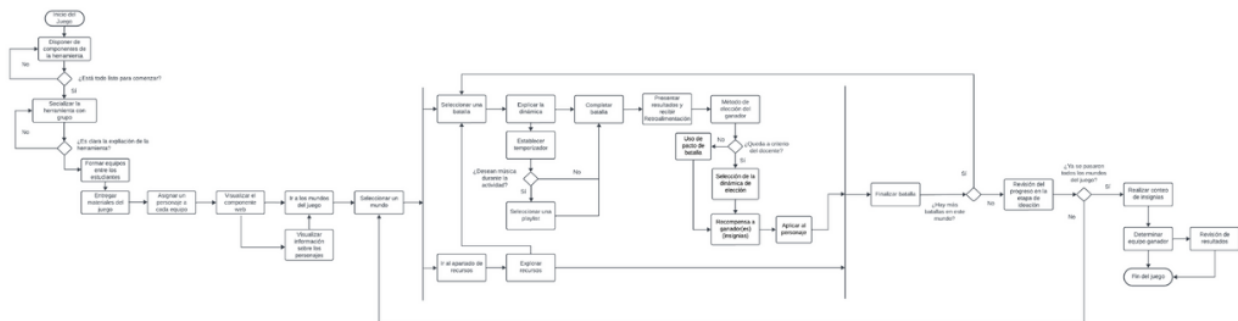 Inicio del
Juego
Disponer de
componentes de
la herramienta
No
¿Está todo listo para comenzar?
Sí
Socializar la
herramienta con
grupo
No
¿Es clara la explicación de la
herramienta?
Formar equipos
entre los
estudiantes
Entregar
materiales del
juego
Asignar un
personaje a
cada equipo
Visualizar el
componente
web
Ir a los mundos
del juego
Visualizar
información
sobre los
personajes
Seleccionar un
mundo
Seleccionar una
batalla
Explicar la
dinámica
Establecer
temporizador
¿Desean música
durante la
actividad?
No
Sí
Seleccionar una
playlist
Completar
batalla
Presentar
resultados y
recibir
Retroalimentación
Método de
elección del
ganador
¿Queda a criterio
del docente?
No
Sí
Uso de
pacto de
batalla
Selección de la
dinámica de
elección
Recompensa a
ganador(es)
(insignias)
Aplicar al
personaje
Ir al apartado de
recursos
Explorar
recursos
Finalizar batalla
¿Hay más
batallas en este
mundo?
Sí
No
Revisión del
progreso en la
etapa de
ideación
¿Ya se pasaron
todos los mundos
del juego?
Sí
No
Realizar conteo
de insignias
Determinar
equipo ganador
Revisión de
resultados
Fin del juego